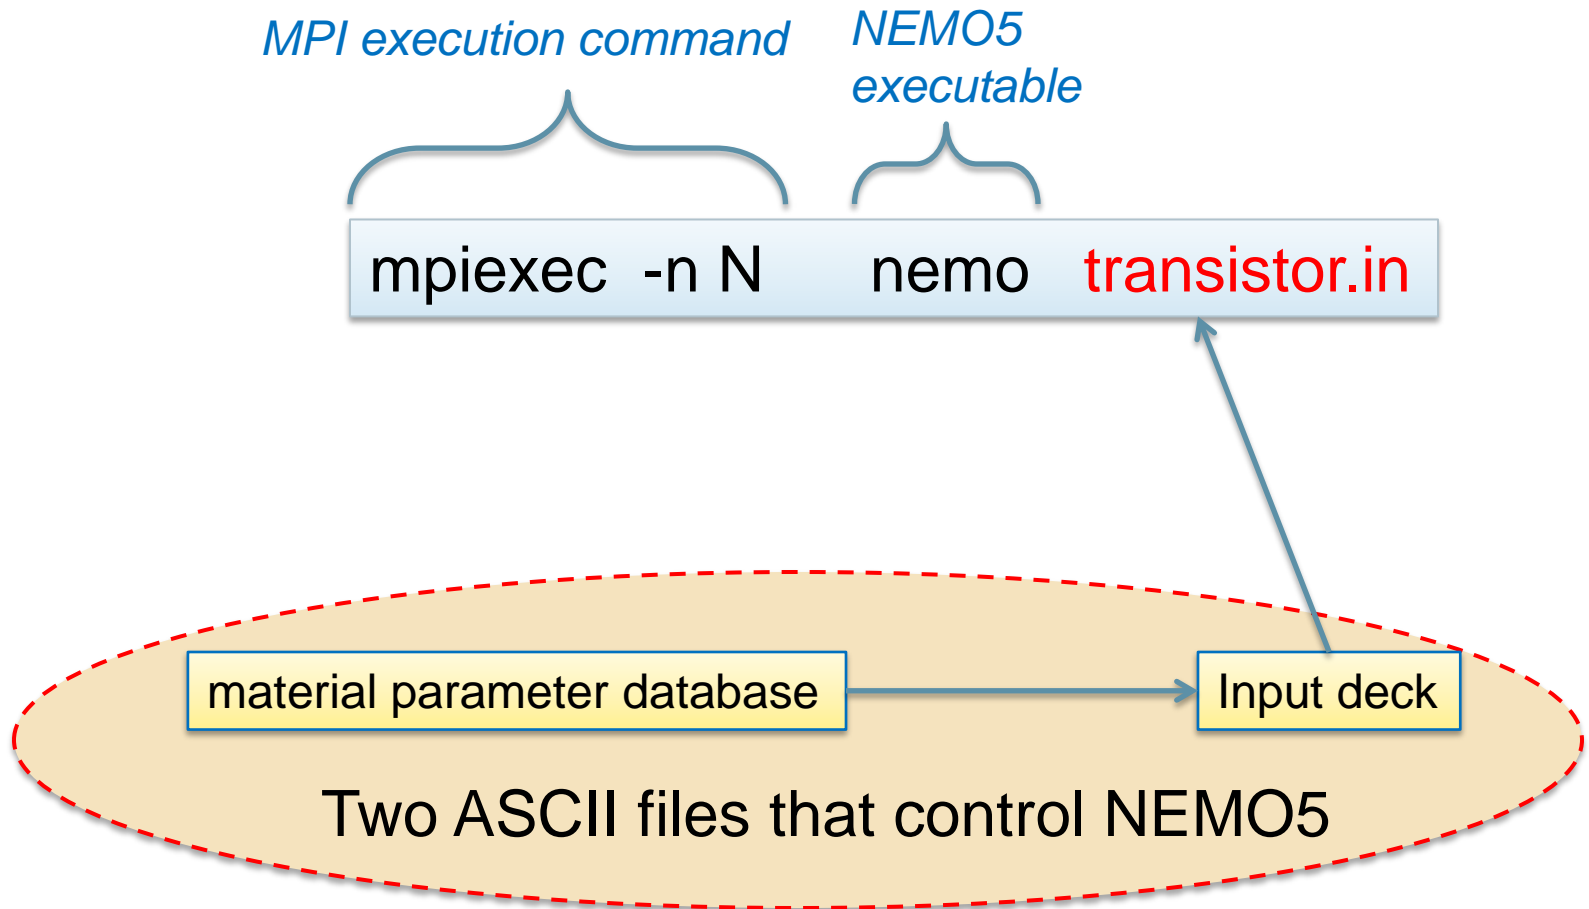 MPI execution command
NEMO5
executable
mpiexec -n N nemo transistor.in
material parameter database
Input deck
Two ASCII files that control NEMO5